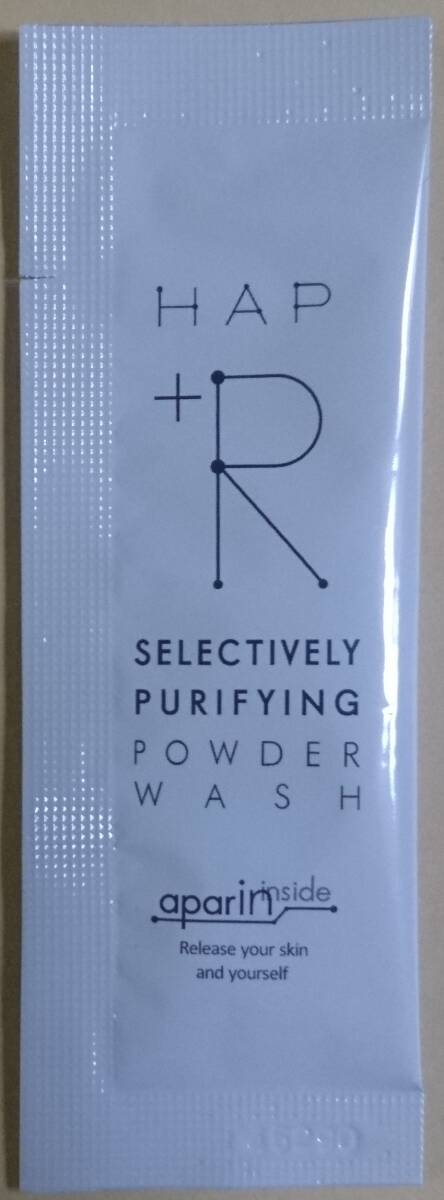 HAP
+R
SELECTIVELY
PURIFYING
POWDER
WASH
aparin inside
Release your skin
and yourself